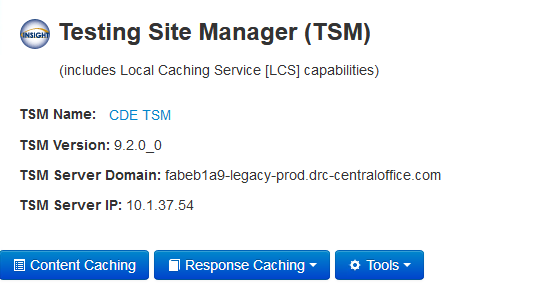 INSIGHT
Testing Site Manager (TSM)
(includes Local Caching Service [LCS] capabilities)
TSM Name: CDE TSM
TSM Version: 9.2.0_0
TSM Server Domain: fabeb1a9-legacy-prod.drc-centraloffice.com
TSM Server IP: 10.1.37.54
Content Caching Response Caching Tools